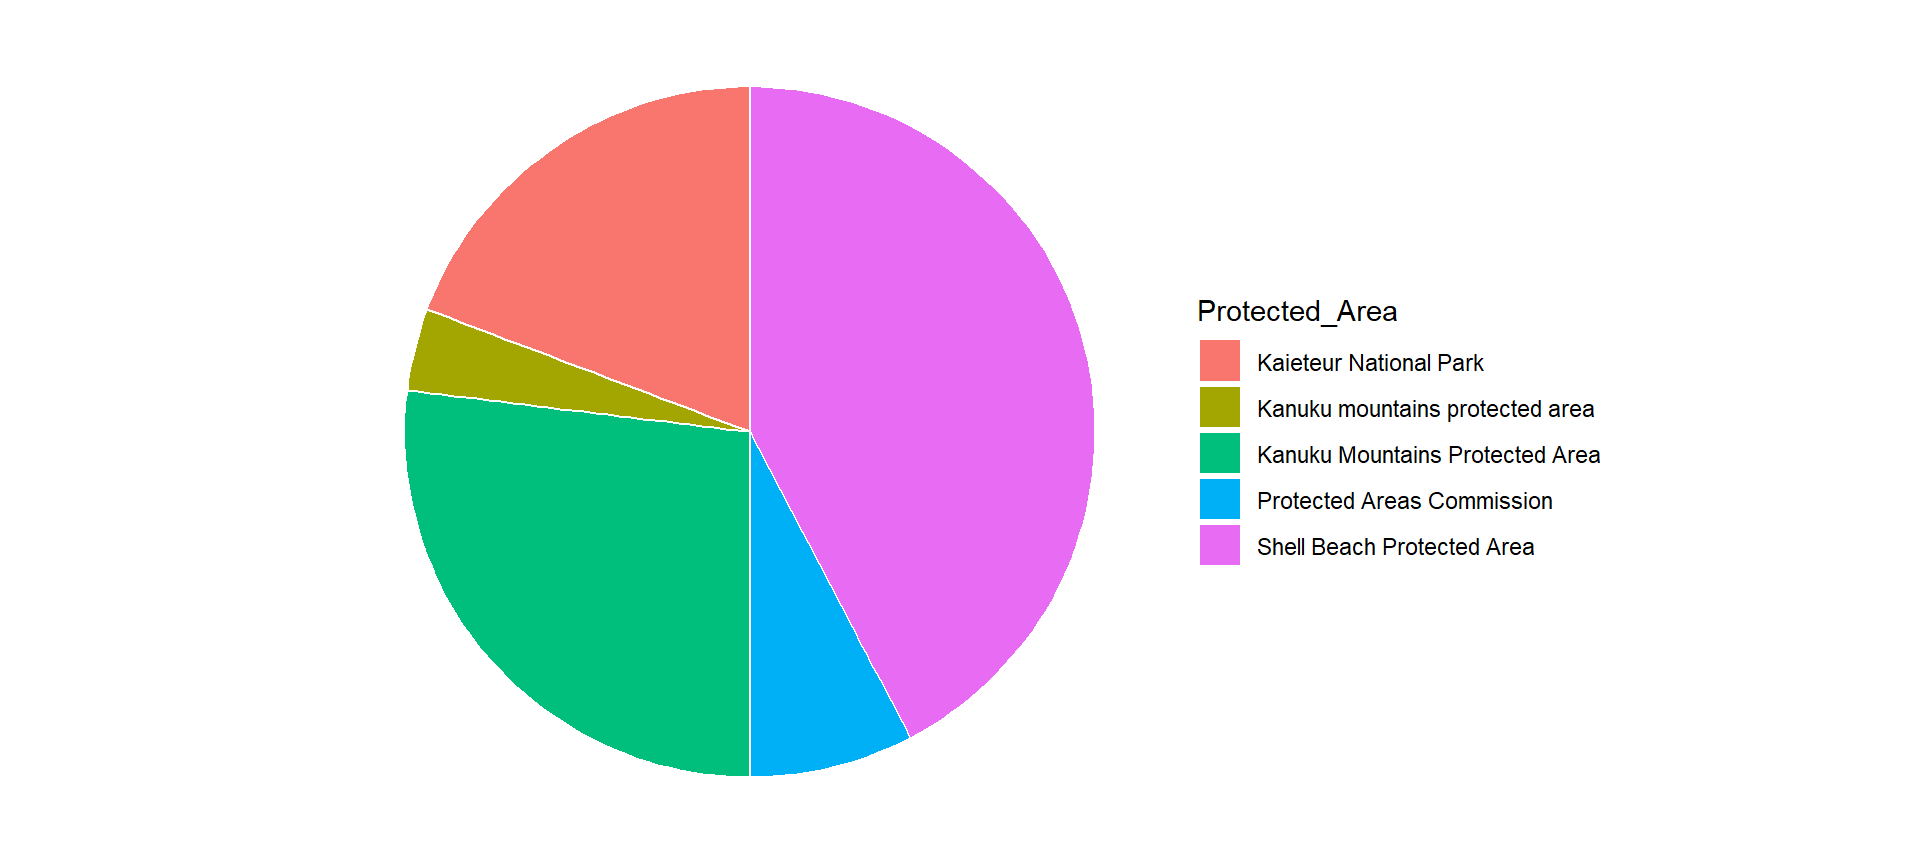 Protected_Area
Kaieteur National Park
Kanuku mountains protected area
Kanuku Mountains Protected Area
Protected Areas Commission
Shell Beach Protected Area